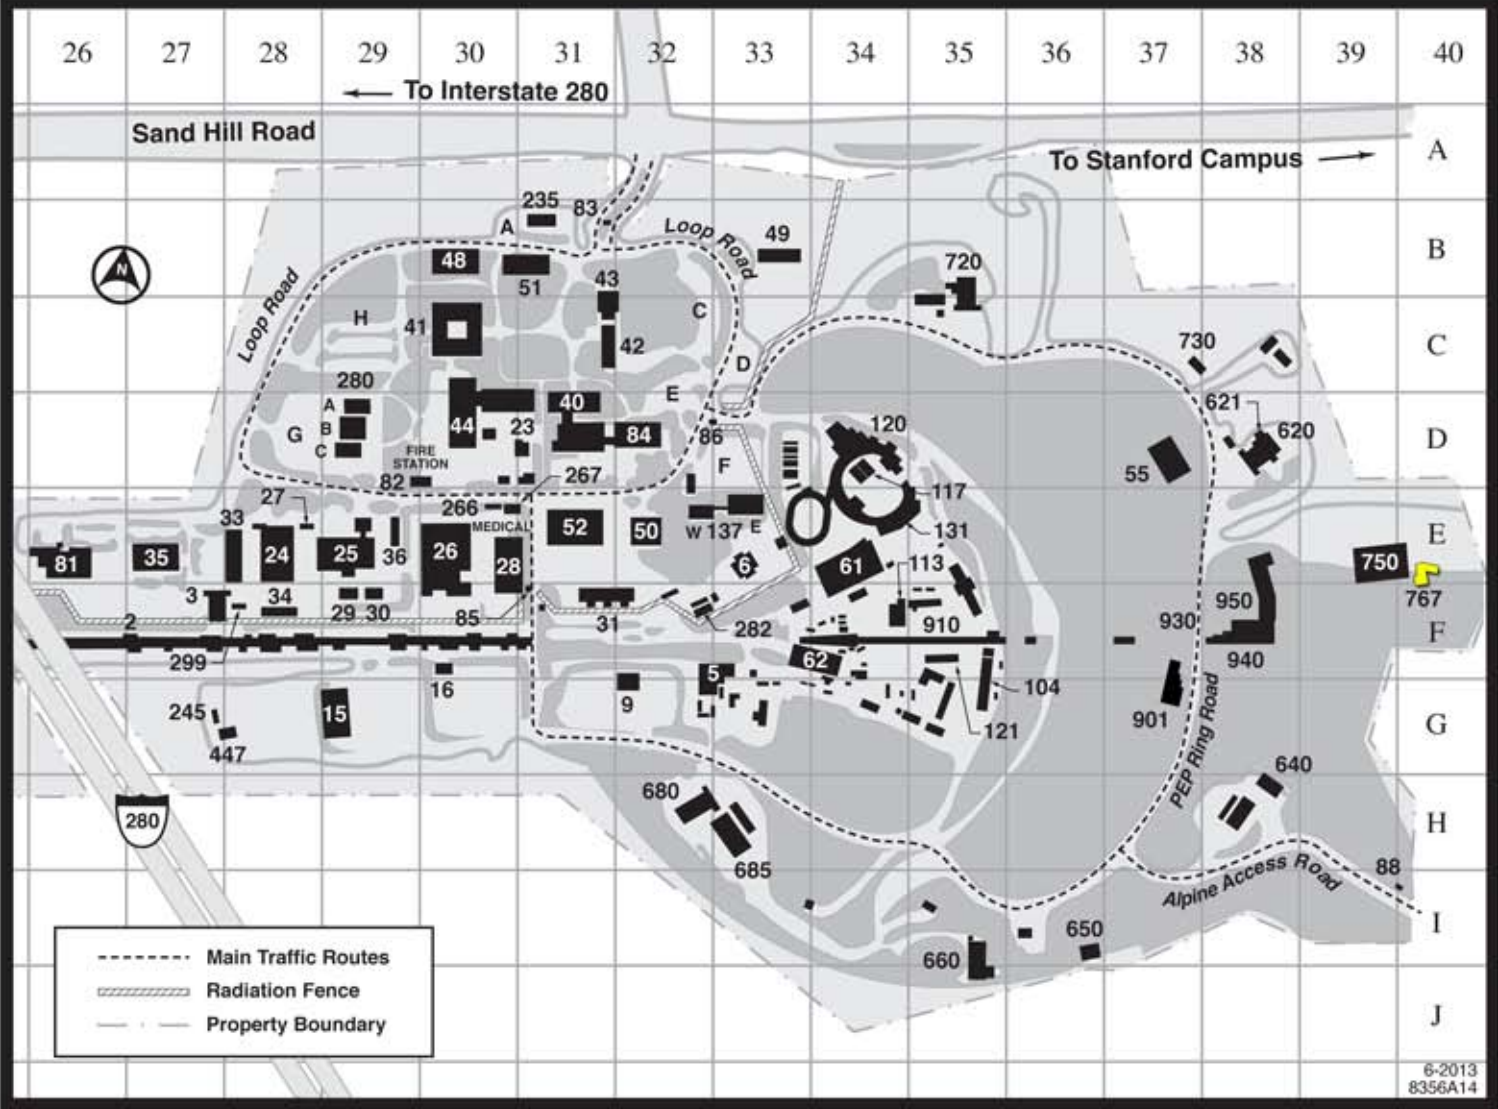 26 27 28 29 30 31 32 33 34 35 36 37 38 39 40
To Interstate 280
Sand Hill Road
To Stanford Campus
A
235 83
A
Loop Road
49
B
N
48
51
43
720
Loop Road
H
41
42
C
D
730
C
280
A
B
C
G
44
23
40
84
E
86
120
621
620
55
D
FIRE
STATION
82
267
F
117
27
33
266
MEDICAL
52
50
W 137 E
131
E
81
35
24
25
36
26
28
6
61
113
750
767
3
34
29 30
85
31
282
910
950
930
F
2
299
62
940
16
5
104
245
15
9
121
901
G
447
PEP Ring Road
640
680
280
H
685
88
Alpine Access Road
I
650
660
Main Traffic Routes
Radiation Fence
Property Boundary
J
6-2013
8356A14